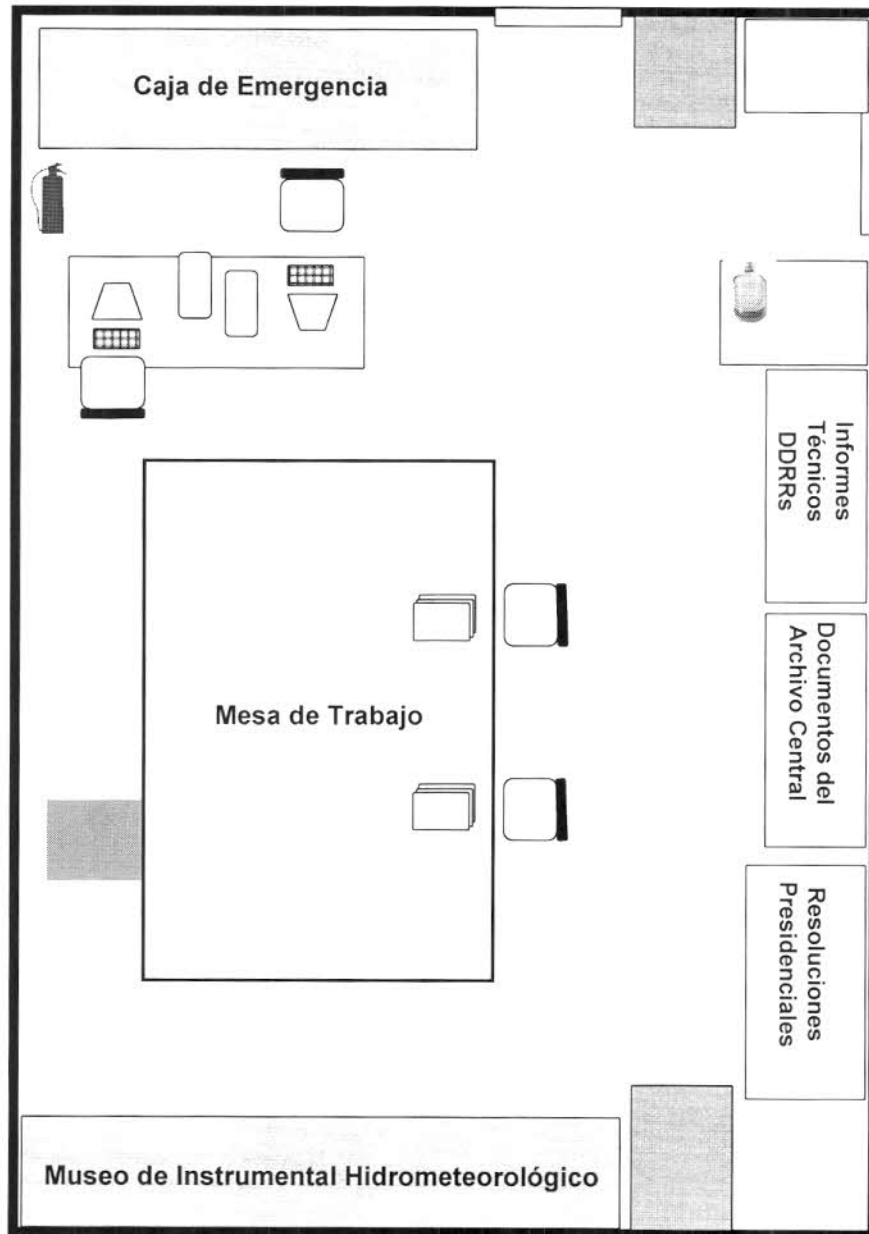 Caja de Emergencia
Informes
Técnicos
DDRRs
Documentos del
Archivo Central
Mesa de Trabajo
Resoluciones
Presidenciales
Museo de Instrumental Hidrometeorológico